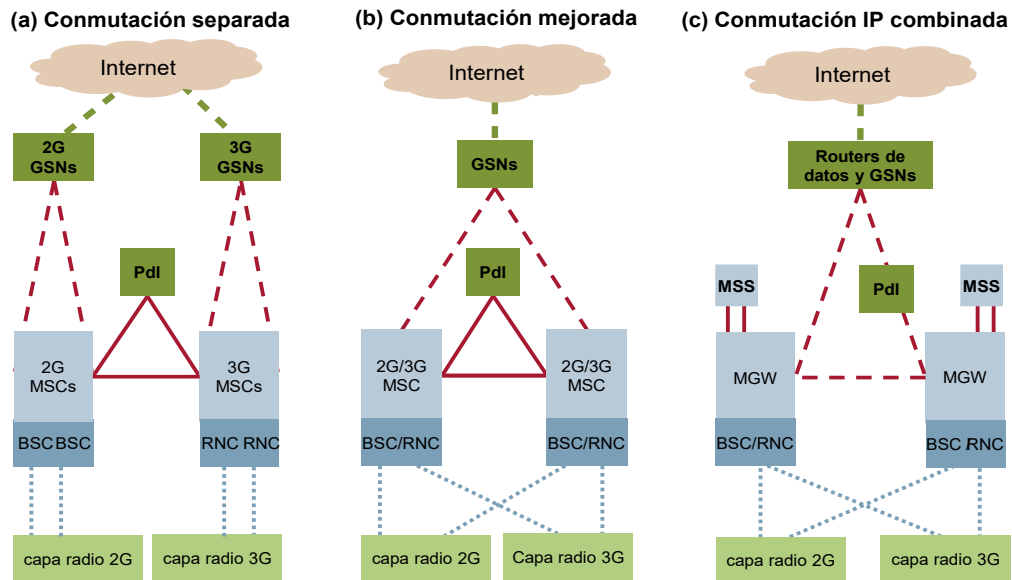 (a) Conmutación separada
Internet
2G
GSNs
3G
GSNs
PdI
2G
MSCs
3G
MSCs
BSC BSC
RNC RNC
capa radio 2G
capa radio 3G
(b) Conmutación mejorada
Internet
GSNs
PdI
2G/3G
MSC
2G/3G
MSC
BSC/RNC
BSC/RNC
capa radio 2G
Capa radio 3G
(c) Conmutación IP combinada
Internet
Routers de
datos y GSNs
MSS
PdI
MSS
MGW
MGW
BSC/RNC
BSC /RNC
capa radio 2G
capa radio 3G